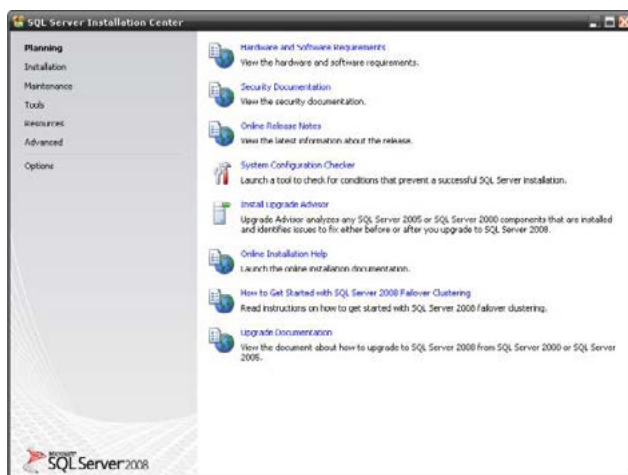 SQL Server Installation Center
Planning
Installation
Maintenance
Tools
Resources
Advanced
Options
Hardware and Software Requirements
View the hardware and software requirements.
Security Documentation
View the security documentation.
Online Release Notes
View the latest information about the release.
System Configuration Checker
Launch a tool to check for conditions that prevent a successful SQL Server installation.
Install Upgrade Advisor
Upgrade Advisor analyzes any SQL Server 2005 or SQL Server 2000 components that are installed
and identifies issues to fix either before or after you upgrade to SQL Server 2008.
Online Installation Help
Launch the online installation documentation.
How to Get Started with SQL Server 2008 Failover Clustering
Read instructions on how to get started with SQL Server 2008 failover clustering.
Upgrade Documentation
View the document about how to upgrade to SQL Server 2008 from SQL Server 2000 or SQL Server
2005.
Microsoft
SQL Server 2008